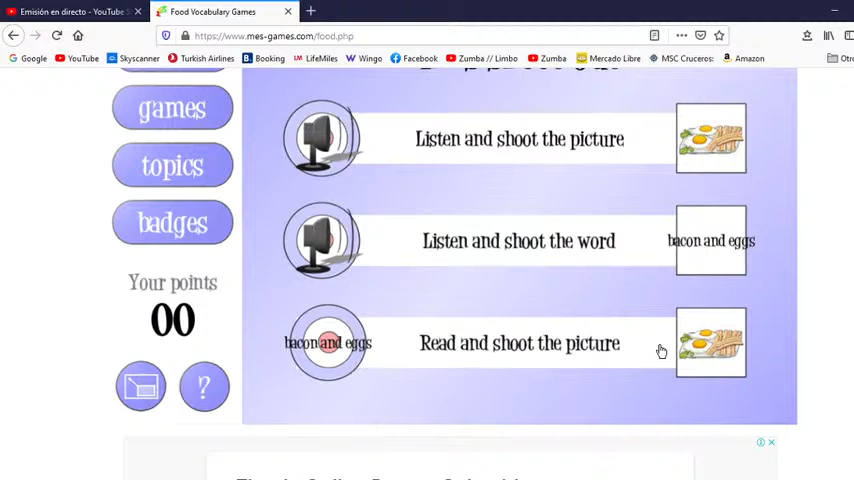 Emisión en directo - YouTube S
Food Vocabulary Games
https://www.mes-games.com/food.php
Google YouTube Skyscanner Turkish Airlines Booking LifeMiles Wingo Facebook Zumba // Limbo Zumba Mercado Libre MSC Cruceros: Amazon Otro
games
Listen and shoot the picture
topics
badges
Listen and shoot the word
bacon and eggs
Your points
00
bacon and eggs
Read and shoot the picture
?